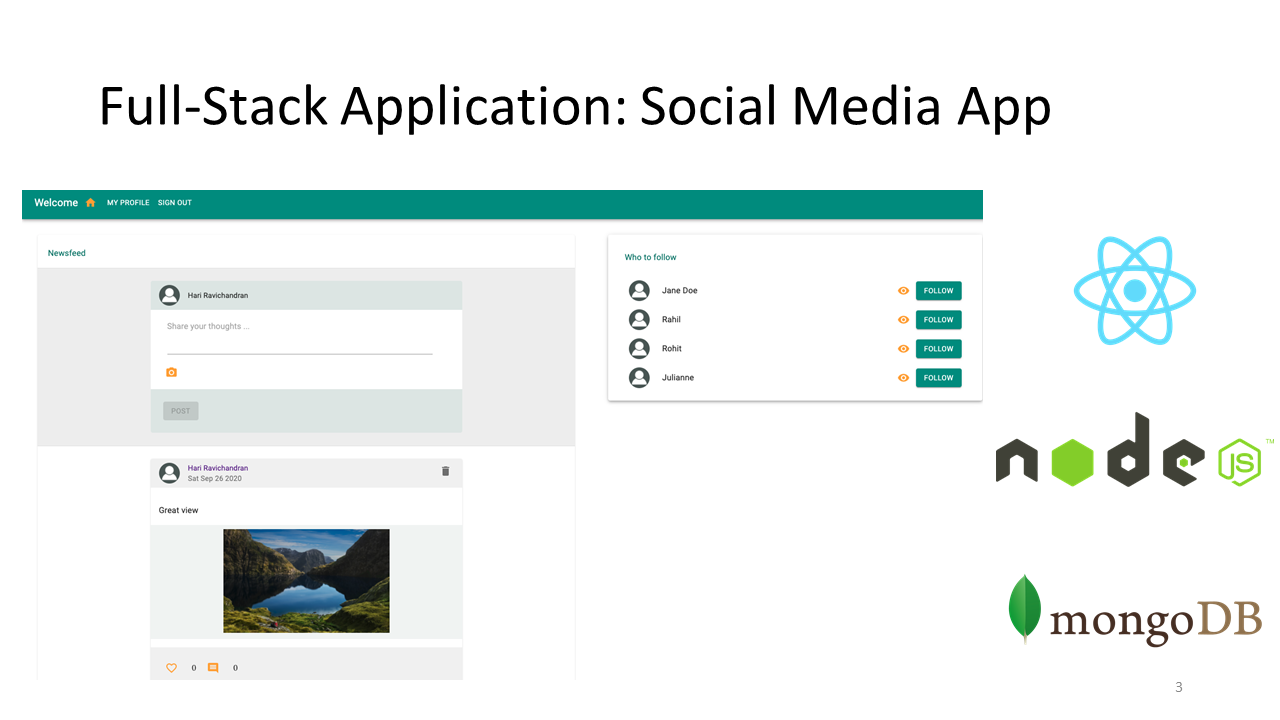 Full-Stack Application: Social Media App
Welcome MY PROFILE SIGN OUT
Newsfeed
Hari Ravichandran
Share your thoughts ...
POST
Hari Ravichandran
Sat Sep 26 2020
Great view
0 0
Who to follow
Jane Doe FOLLOW
Rahil FOLLOW
Rohit FOLLOW
Julianne FOLLOW
node JS TM
mongoDB
3